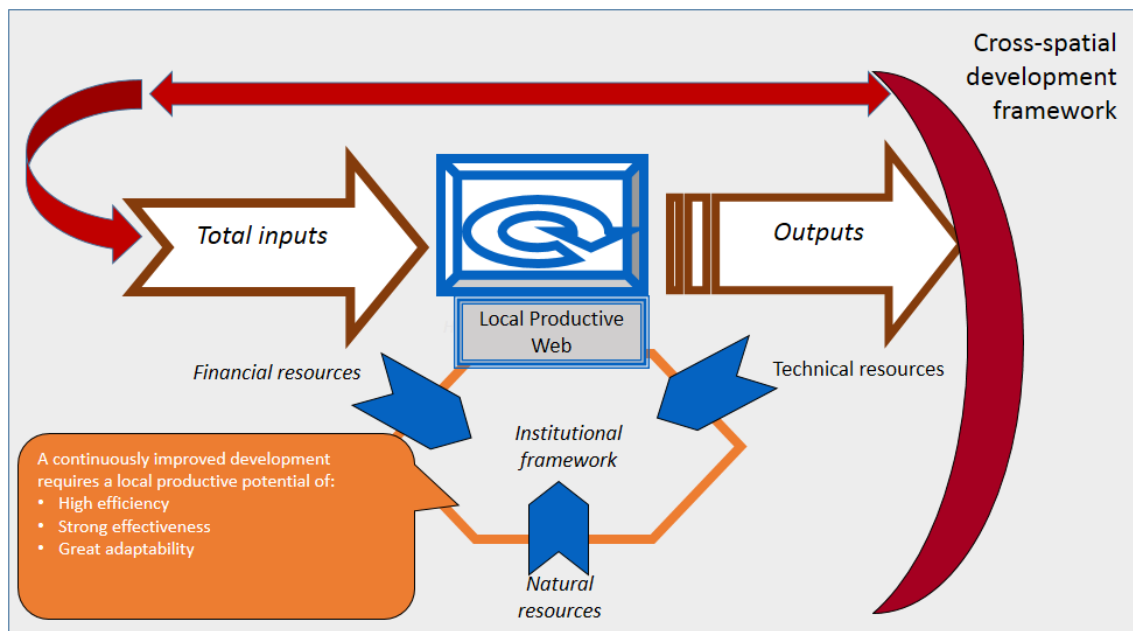 Cross-spatial
development
framework
Total inputs
Outputs
Local Productive
Web
Financial resources
Technical resources
Institutional
framework
A continuously improved development
requires a local productive potential of:
• High efficiency
• Strong effectiveness
• Great adaptability
Natural
resources